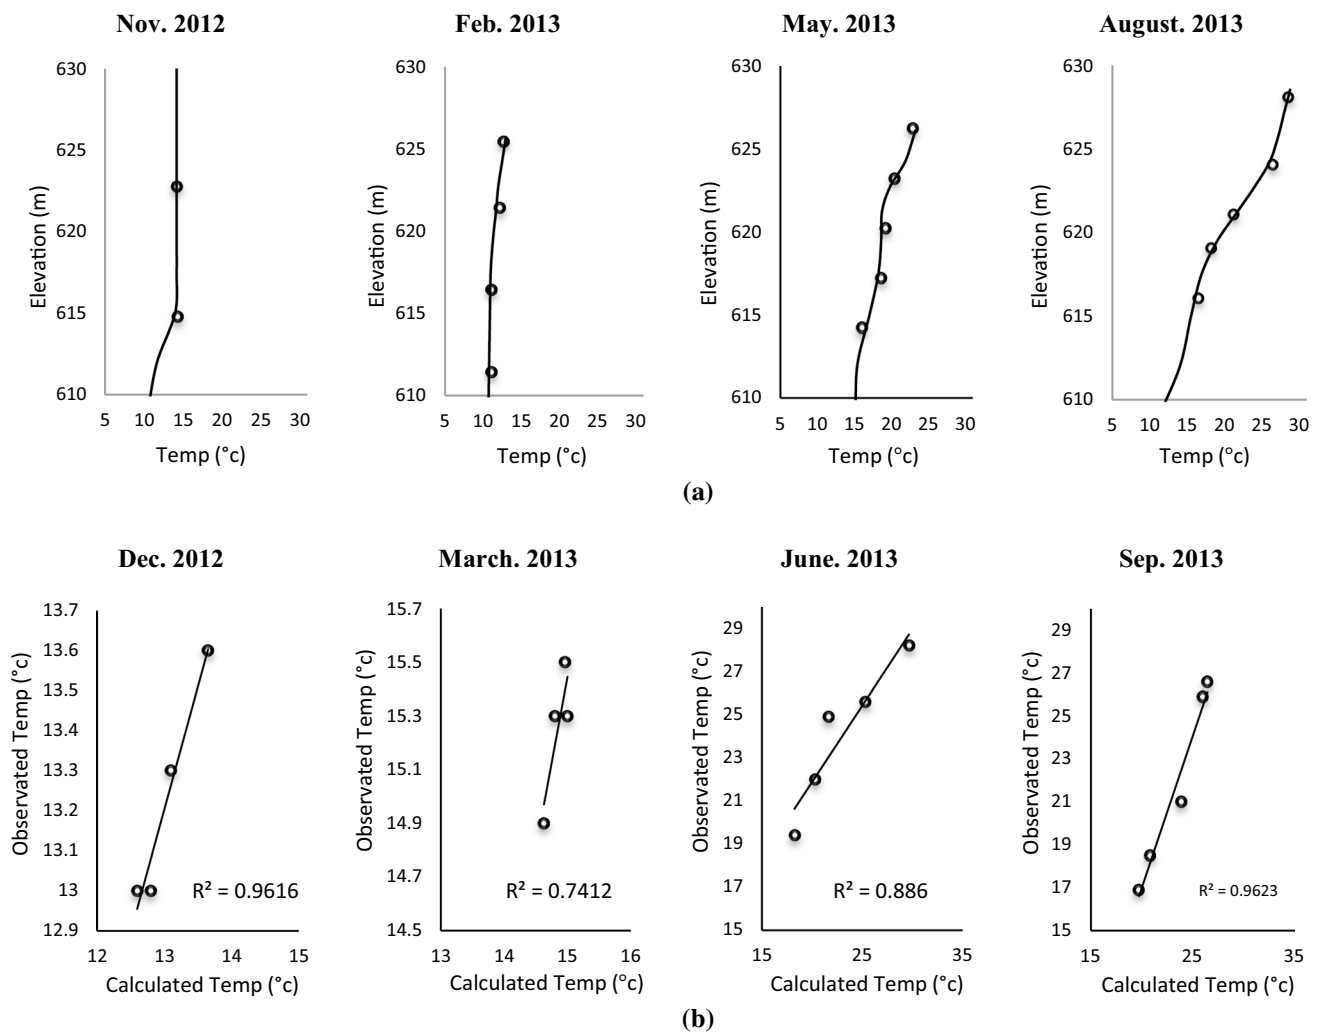 Nov. 2012
Feb. 2013
May. 2013
August. 2013
630
625
620
615
610
5 10 15 20 25 30
Elevation (m)
Temp (°c)
630
625
620
615
610
5 10 15 20 25 30
Elevation (m)
Temp (°c)
630
625
620
615
610
5 10 15 20 25 30
Elevation (m)
Temp (°c)
630
625
620
615
610
5 10 15 20 25 30
Elevation (m)
Temp (°c)
(a)
Dec. 2012
March. 2013
June. 2013
Sep. 2013
13.7
13.6
13.5
13.4
13.3
13.2
13.1
13
12.9
12 13 14 15
Observated Temp (°c)
R² = 0.9616
Calculated Temp (°c)
15.7
15.5
15.3
15.1
14.9
14.7
14.5
13 14 15 16
Observated Temp (°c)
R² = 0.7412
Calculated Temp (°c)
29
27
25
23
21
19
17
15
15 25 35
Observated Temp (°c)
R² = 0.886
Calculated Temp (°c)
29
27
25
23
21
19
17
15
15 25 35
Observated Temp (°c)
R² = 0.9623
Calculated Temp (°c)
(b)